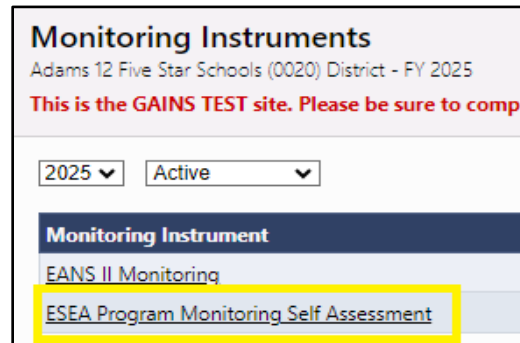 Monitoring Instruments
Adams 12 Five Star Schools (0020) District - FY 2025
This is the GAINS TEST site. Please be sure to comp
2025 Active
Monitoring Instrument
EANS II Monitoring
ESEA Program Monitoring Self Assessment